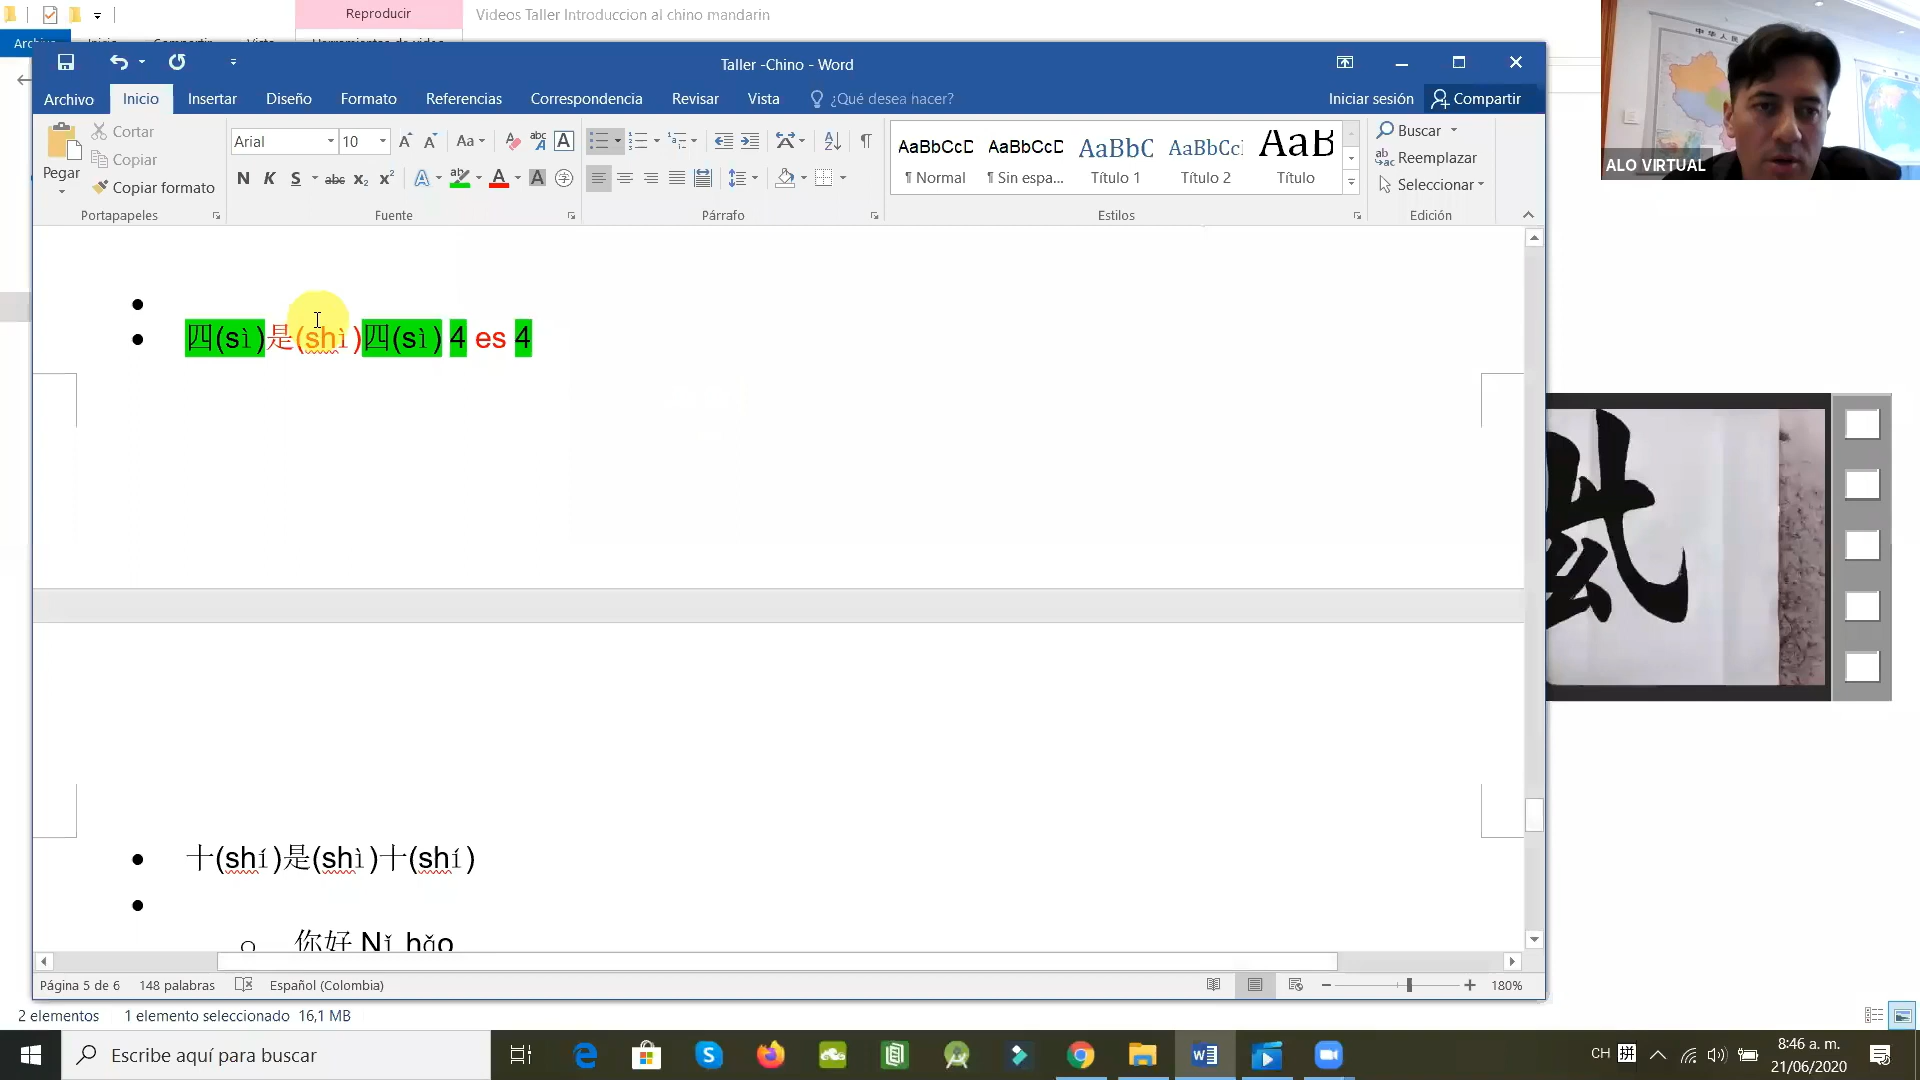 Reproducir
Videos Taller Introduccion al chino mandarin
Taller -Chino - Word
Archivo
Inicio
Insertar
Diseño
Formato
Referencias
Correspondencia
Revisar
Vista
¿Qué desea hacer?
Iniciar sesión
Compartir
Pegar
Cortar
Copiar
Copiar formato
Portapapeles
Arial
10
Fuente
Párrafo
AaBbCcD
¶ Normal
AaBbCcD
¶ Sin espa...
AaBbC
Título 1
AaBbCc
Título 2
AaB
Título
Estilos
Buscar
Reemplazar
Seleccionar
Edición
ALO VIRTUAL
四(sì)是(shì)四(sì) 4 es 4
十(shí)是(shì)十(shí)
你好 Nǐ hǎo
Página 5 de 6
148 palabras
Español (Colombia)
180%
2 elementos
1 elemento seleccionado 16,1 MB
Escribe aquí para buscar
CH 拼
8:46 a. m.
21/06/2020